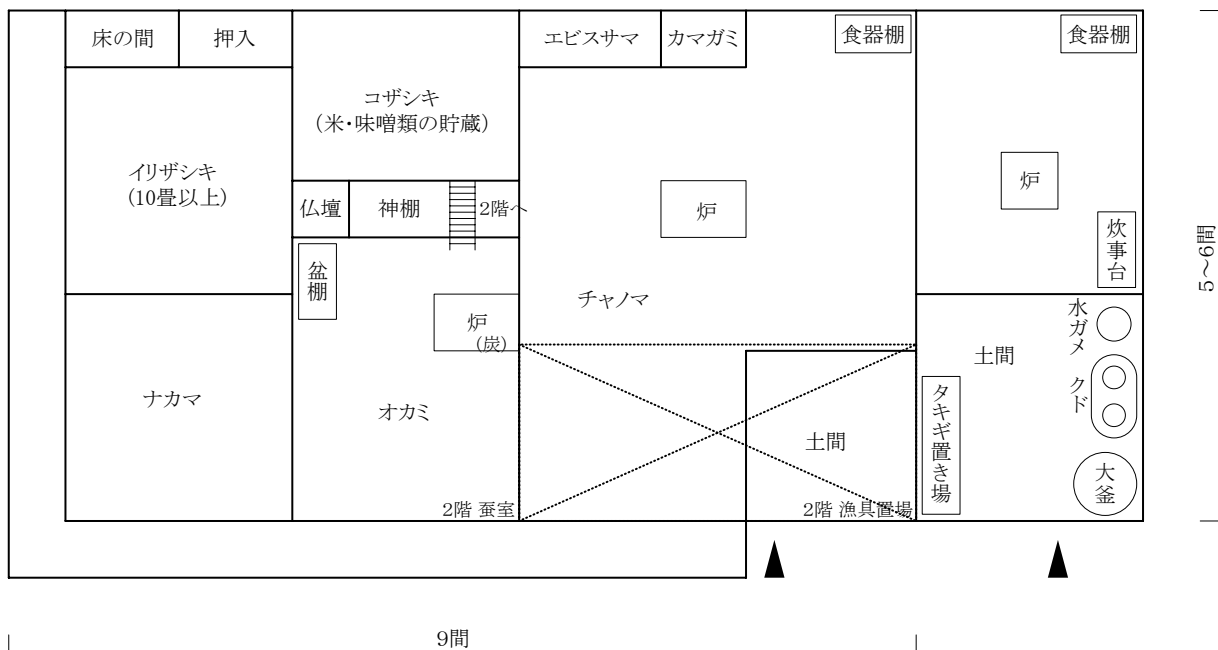 床の間
押入
エビスサマ
カマガミ
食器棚
食器棚
コザシキ
(米・味噌類の貯蔵)
イリザシキ
(10畳以上)
仏壇
神棚
2階へ
炉
炉
炊事台
盆棚
チャノマ
炉
(炭)
水ガメ
土間
クド
ナカマ
オカミ
タキギ置き場
土間
大釜
2階 蚕室
2階 漁具置場
5～6間
9間